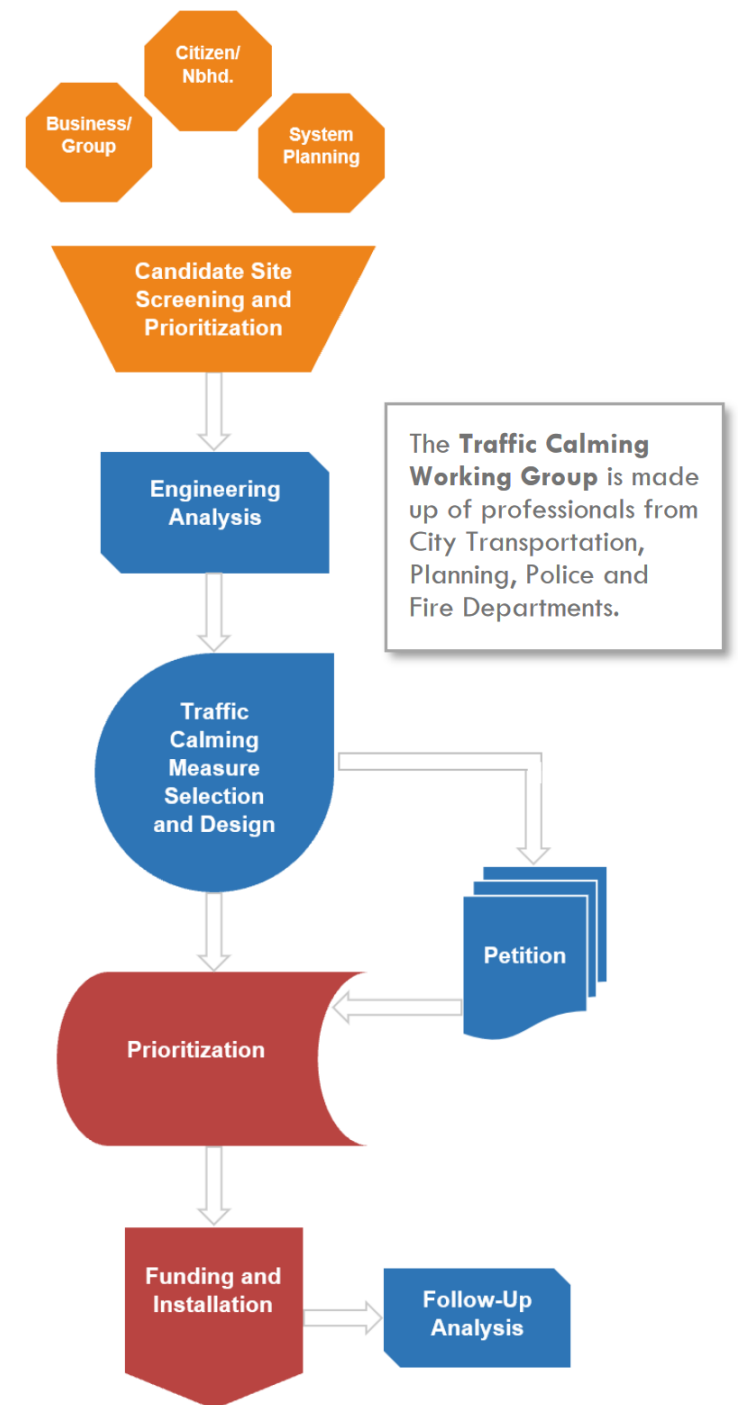 Citizen/
Nbhd.
Business/
Group
System
Planning
Candidate Site
Screening and
Prioritization
Engineering
Analysis
The Traffic Calming
Working Group is made
up of professionals from
City Transportation,
Planning, Police and
Fire Departments.
Traffic
Calming
Measure
Selection
and Design
Petition
Prioritization
Funding and
Installation
Follow-Up
Analysis